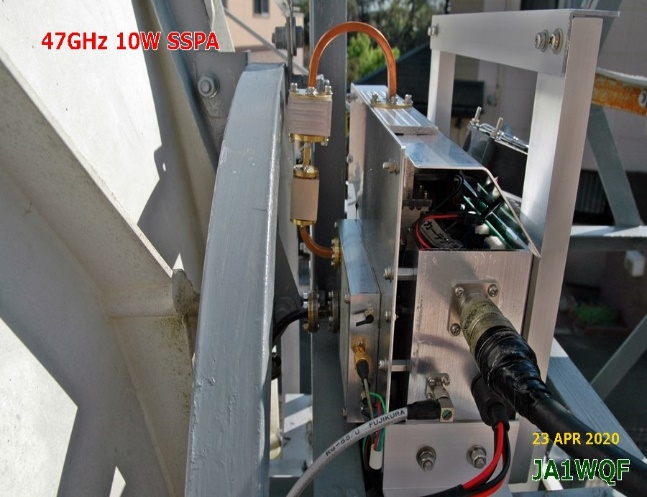 47GHz 10W SSPA
FUJIKURA
23 APR 2020
JA1WQF